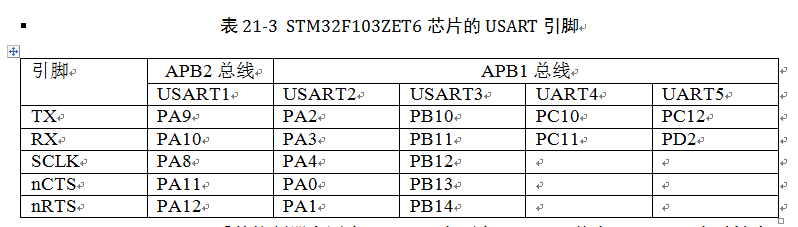 表 21-3 STM32F103ZET6 芯片的 USART 引脚
引脚 APB2 总线 APB1 总线
USART1 USART2 USART3 UART4 UART5
TX PA9 PA2 PB10 PC10 PC12
RX PA10 PA3 PB11 PC11 PD2
SCLK PA8 PA4 PB12
nCTS PA11 PA0 PB13
nRTS PA12 PA1 PB14